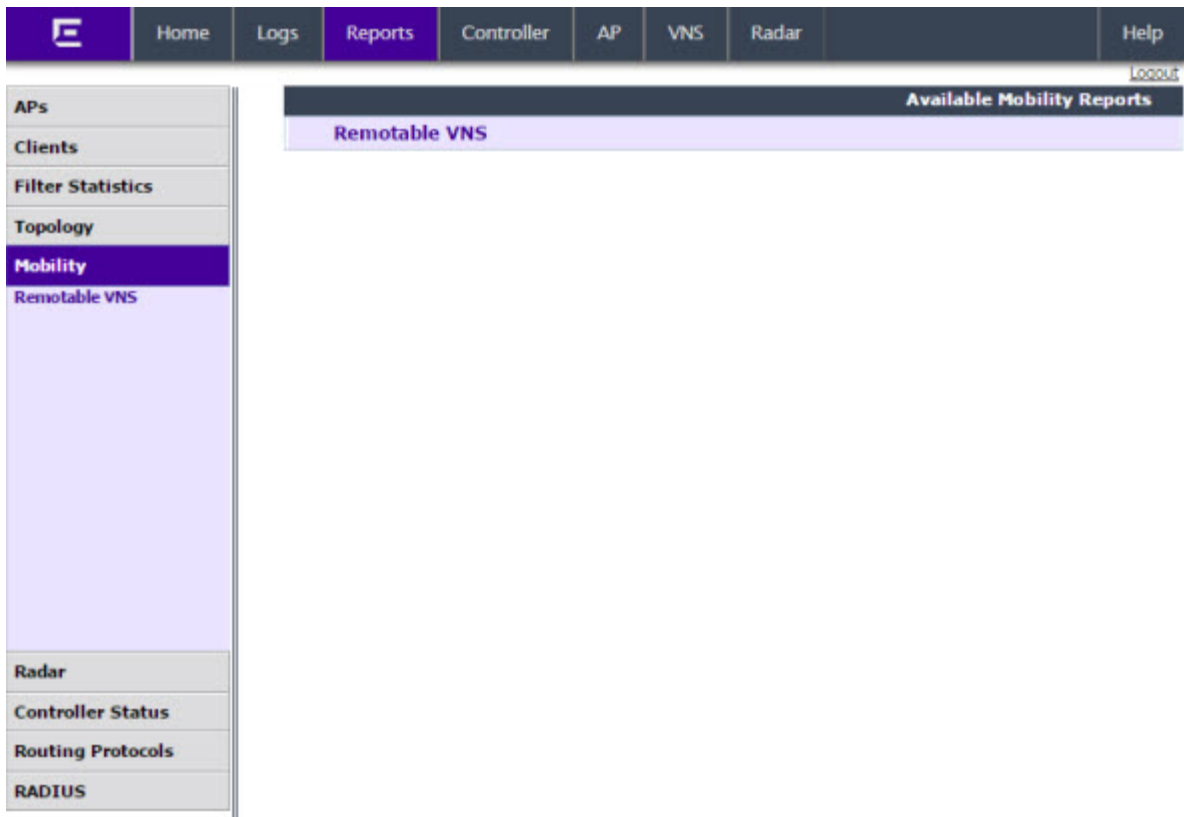 Home Logs Reports Controller AP VNS Radar Help
Logout
APs
Clients
Filter Statistics
Topology
Mobility
Remotable VNS
Radar
Controller Status
Routing Protocols
RADIUS
Available Mobility Reports
Remotable VNS